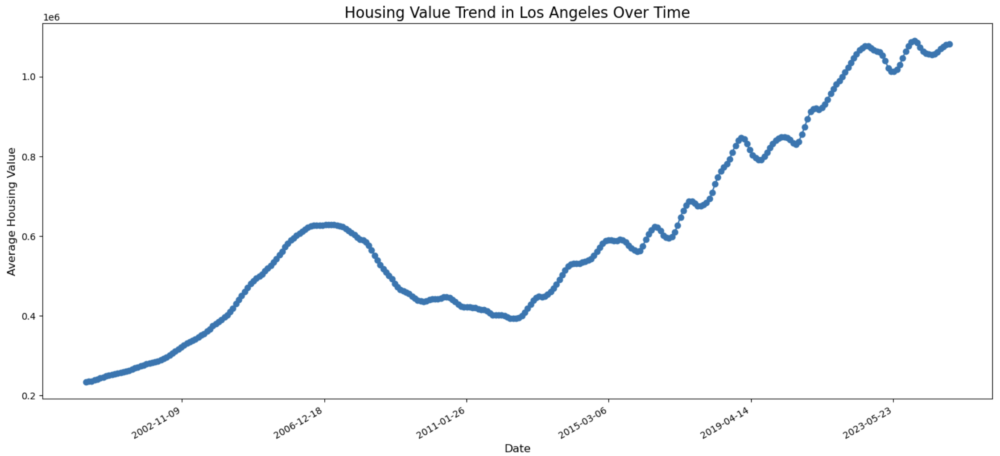 Housing Value Trend in Los Angeles Over Time
1e6
1.0
0.8
0.6
0.4
0.2
Average Housing Value
2002-11-09
2006-12-18
2011-01-26
2015-03-06
2019-04-14
2023-05-23
Date